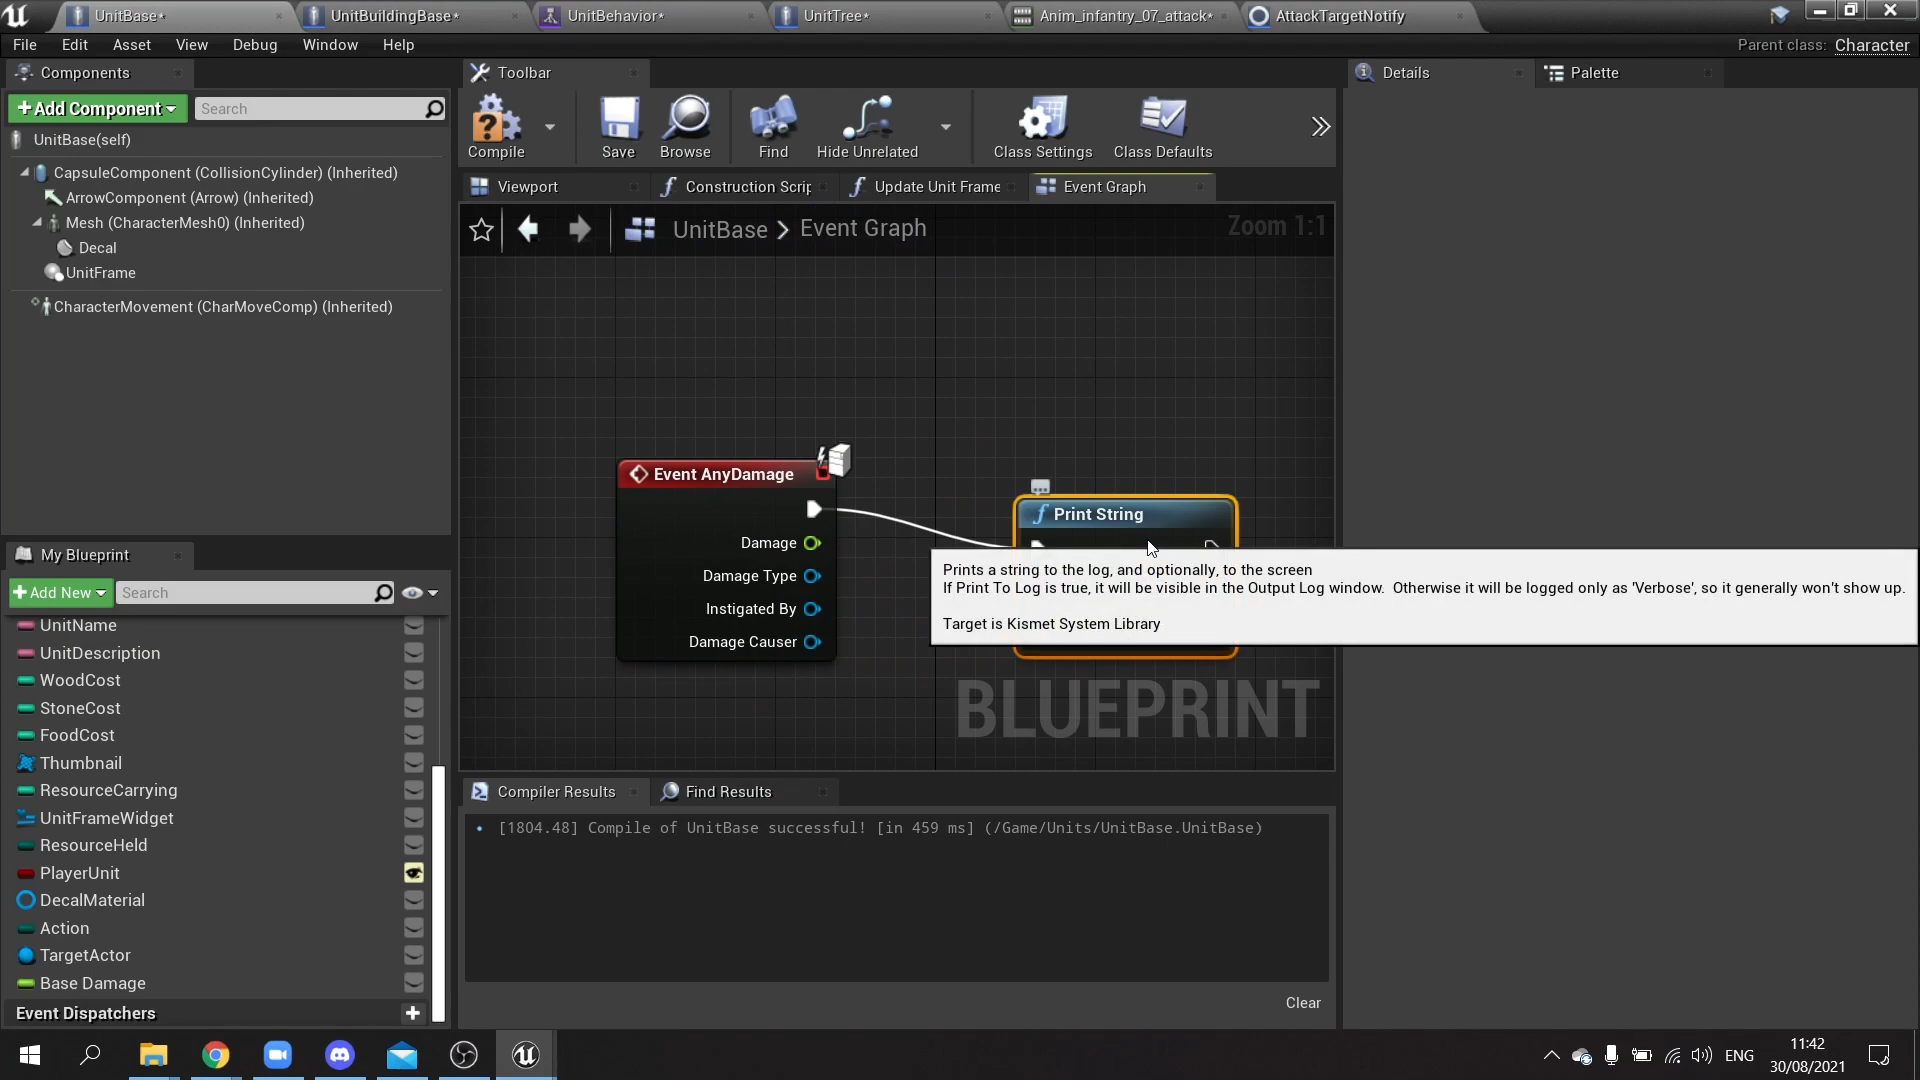 UnitBase*
UnitBuildingBase*
UnitBehavior*
UnitTree*
Anim_infantry_07_attack*
AttackTargetNotify
File
Edit
Asset
View
Debug
Window
Help
Parent class: Character
Components
Add Component
Search
UnitBase(self)
CapsuleComponent (CollisionCylinder) (Inherited)
ArrowComponent (Arrow) (Inherited)
Mesh (CharacterMesh0) (Inherited)
Decal
UnitFrame
CharacterMovement (CharMoveComp) (Inherited)
My Blueprint
Add New
Search
UnitName
UnitDescription
WoodCost
StoneCost
FoodCost
Thumbnail
ResourceCarrying
UnitFrameWidget
ResourceHeld
PlayerUnit
DecalMaterial
Action
TargetActor
Base Damage
Event Dispatchers
Toolbar
Compile
Save
Browse
Find
Hide Unrelated
Class Settings
Class Defaults
Viewport
Construction Scrip
Update Unit Frame
Event Graph
UnitBase > Event Graph
Zoom 1:1
Event AnyDamage
Damage
Damage Type
Instigated By
Damage Causer
Print String
Prints a string to the log, and optionally, to the screen
If Print To Log is true, it will be visible in the Output Log window. Otherwise it will be logged only as 'Verbose', so it generally won't show up.
Target is Kismet System Library
BLUEPRINT
Compiler Results
Find Results
[1804.48] Compile of UnitBase successful! [in 459 ms] (/Game/Units/UnitBase.UnitBase)
Clear
Details
Palette
ENG
11:42
30/08/2021